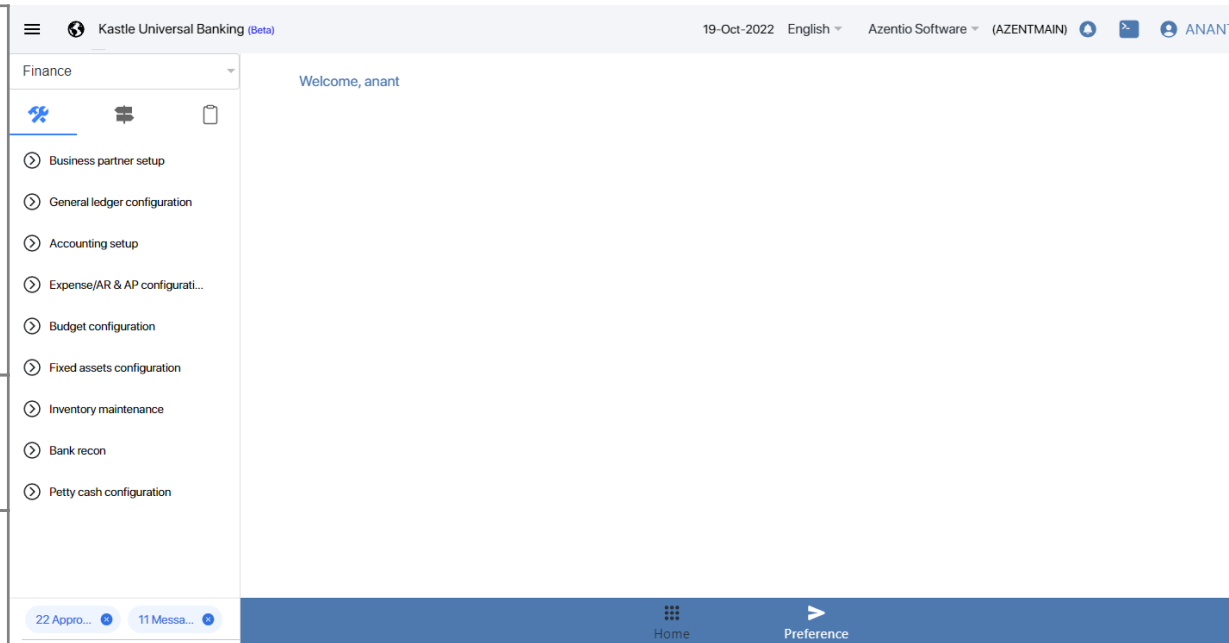 Kastle Universal Banking (Beta)
19-Oct-2022 English Azentio Software (AZENTMAIN) ANANT
Finance
Welcome, anant
Business partner setup
General ledger configuration
Accounting setup
Expense/AR & AP configurati...
Budget configuration
Fixed assets configuration
Inventory maintenance
Bank recon
Petty cash configuration
22 Appro... 11 Messa...
Home Preference